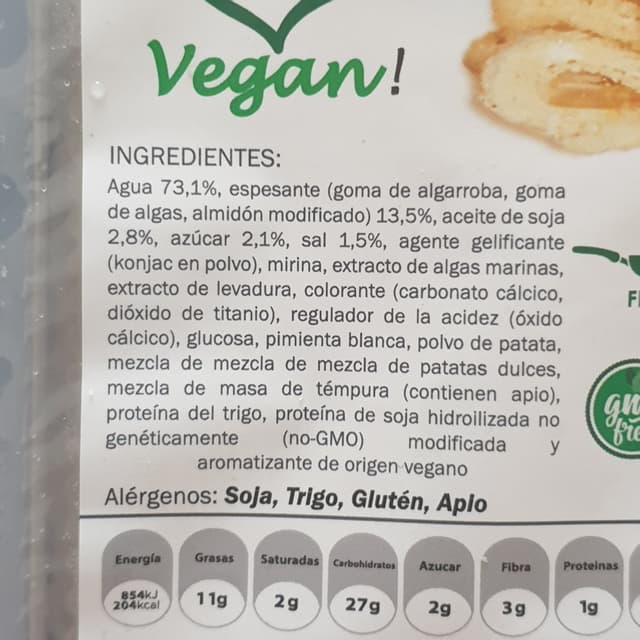 Vegan!
INGREDIENTES:
Agua 73,1%, espesante (goma de algarroba, goma
de algas, almidón modificado) 13,5%, aceite de soja
2,8%, azúcar 2,1%, sal 1,5%, agente gelificante
(konjac en polvo), mirina, extracto de algas marinas,
extracto de levadura, colorante (carbonato cálcico,
dióxido de titanio), regulador de la acidez (óxido
cálcico), glucosa, pimienta blanca, polvo de patata,
mezcla de mezcla de mezcla de patatas dulces,
mezcla de masa de témpura (contienen apio),
proteína del trigo, proteína de soja hidroilizada no
genéticamente (no-GMO) modificada y
aromatizante de origen vegano
Alérgenos: Soja, Trigo, Glutén, Apio
Energía Grasas Saturadas Carbohidratos Azucar Fibra Proteinas
854kJ
204kcal 11g 2g 27g 2g 3g 1g